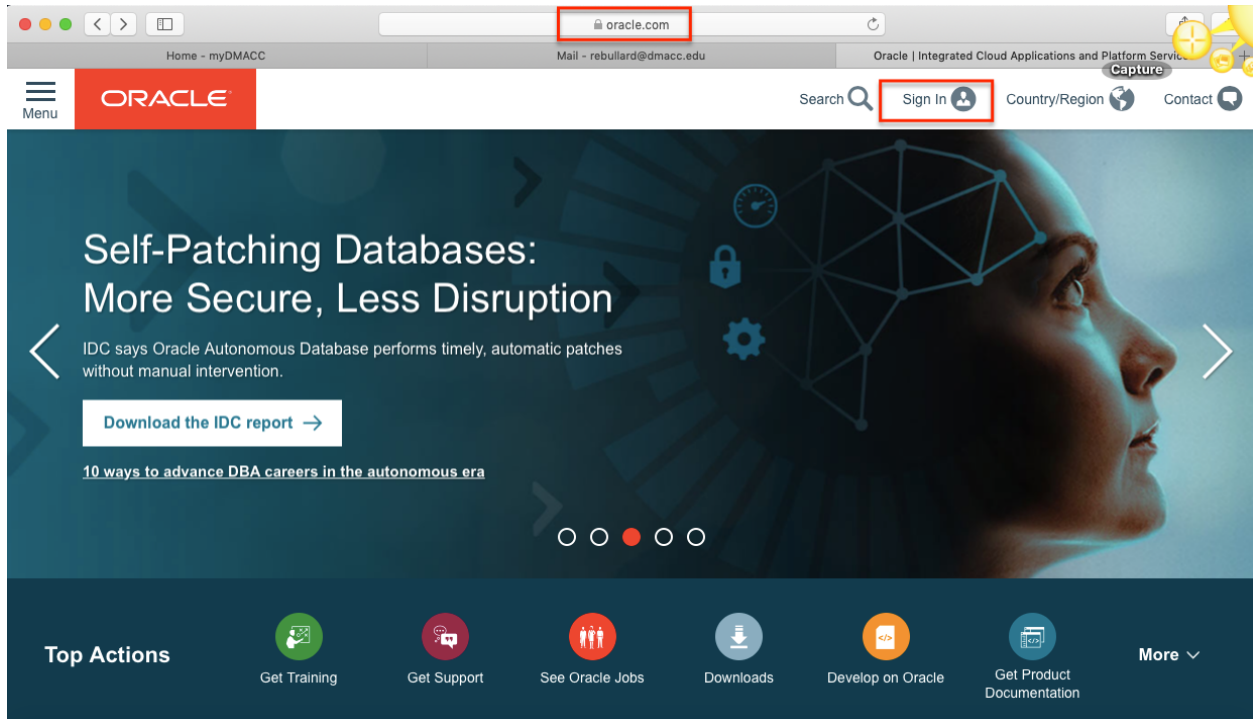 oracle.com
Home - myDMACC
Mail - rebullard@dmacc.edu
Oracle | Integrated Cloud Applications and Platform
Capture
Menu
ORACLE
Search
Sign In
Country/Region
Contact
Self-Patching Databases:
More Secure, Less Disruption
IDC says Oracle Autonomous Database performs timely, automatic patches
without manual intervention.
Download the IDC report →
10 ways to advance DBA careers in the autonomous era
Top Actions
Get Training
Get Support
See Oracle Jobs
Downloads
Develop on Oracle
Get Product
Documentation
More